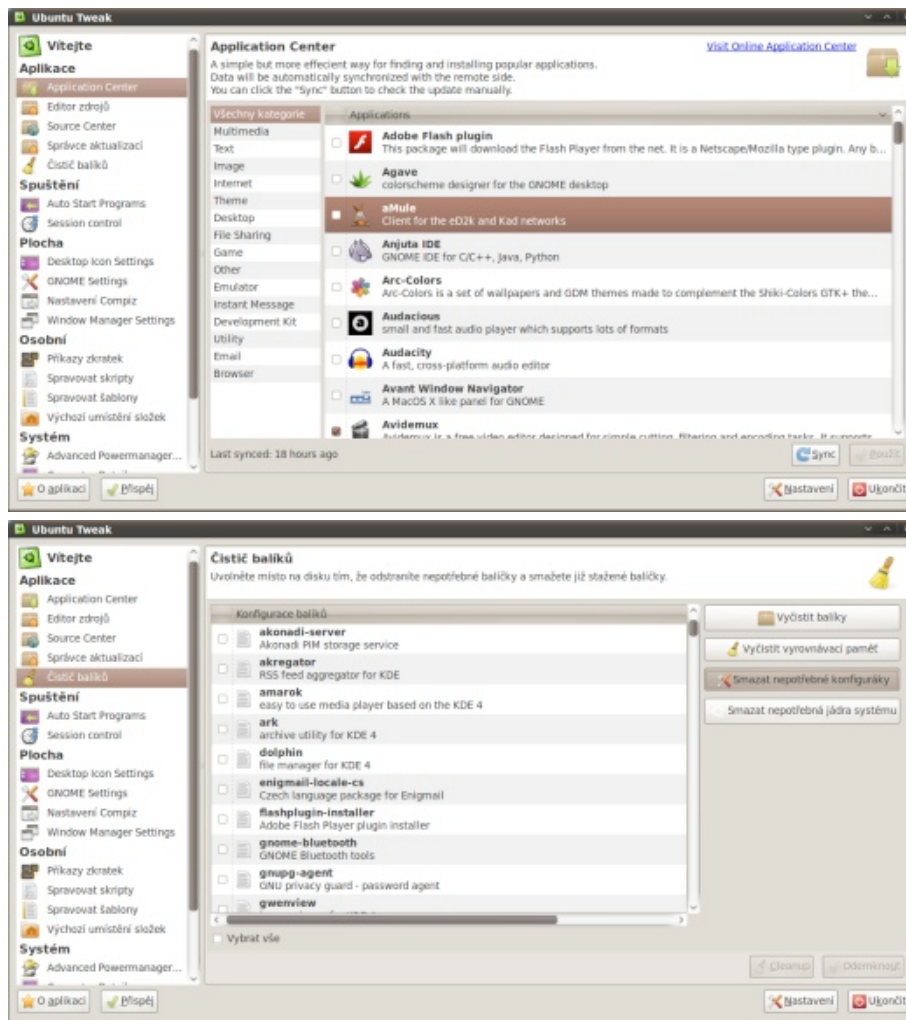 Ubuntu Tweak
Vítejte
Aplikace
Application Center
Editor zdrojů
Source Center
Správce aktualizací
Čistič balíků
Spuštění
Auto Start Programs
Session control
Plocha
Desktop Icon Settings
GNOME Settings
Nastavení Compiz
Window Manager Settings
Osobní
Příkazy zkratek
Spravovat skripty
Spravovat šablony
Výchozí umístění složek
Systém
Advanced Powermanager...
Application Center
Visit Online Application Center
A simple but more effecient way for finding and installing popular applications.
Data will be automatically synchronized with the remote side.
You can click the "Sync" button to check the update manually.
Všechny kategorie
Multimedia
Text
Image
Internet
Theme
Desktop
File Sharing
Game
Other
Emulator
Instant Message
Development Kit
Utility
Email
Browser
Applications
Adobe Flash plugin
This package will download the Flash Player from the net. It is a Netscape/Mozilla type plugin. Any b...
Agave
colorscheme designer for the GNOME desktop
aMule
Client for the eD2k and Kad networks
Anjuta IDE
GNOME IDE for C/C++, Java, Python
Arc-Colors
Arc-Colors is a set of wallpapers and GDM themes made to complement the Shiki-Colors GTK+ the...
Audacious
small and fast audio player which supports lots of formats
Audacity
A fast, cross-platform audio editor
Avant Window Navigator
A MacOS X like panel for GNOME
Avidemux
Avidemux is a free video editor designed for simple cutting, filtering and encoding tasks. It supports
Last synced: 18 hours ago
Sync
Použít
O aplikaci
Přispěj
Nastavení
Ukončit
Ubuntu Tweak
Vítejte
Aplikace
Application Center
Editor zdrojů
Source Center
Správce aktualizací
Čistič balíků
Spuštění
Auto Start Programs
Session control
Plocha
Desktop Icon Settings
GNOME Settings
Nastavení Compiz
Window Manager Settings
Osobní
Příkazy zkratek
Spravovat skripty
Spravovat šablony
Výchozí umístění složek
Systém
Advanced Powermanager...
Čistič balíků
Uvolněte místo na disku tím, že odstraníte nepotřebné balíčky a smažete již stažené balíčky.
Konfigurace balíků
akonadi-server
Akonadi PIM storage service
akregator
RSS feed aggregator for KDE
amarok
easy to use media player based on the KDE 4
ark
archive utility for KDE 4
dolphin
file manager for KDE 4
enigmail-locale-cs
Czech language package for Enigmail
flashplugin-installer
Adobe Flash Player plugin installer
gnome-bluetooth
GNOME Bluetooth tools
gnupg-agent
GNU privacy guard - password agent
gwenview
Vybrat vše
Vyčistit balíky
Vyčistit vyrovnávací paměť
Smazat nepotřebné konfiguráky
Smazat nepotřebná jádra systému
Cleanup
Odemknout
O aplikaci
Přispěj
Nastavení
Ukončit